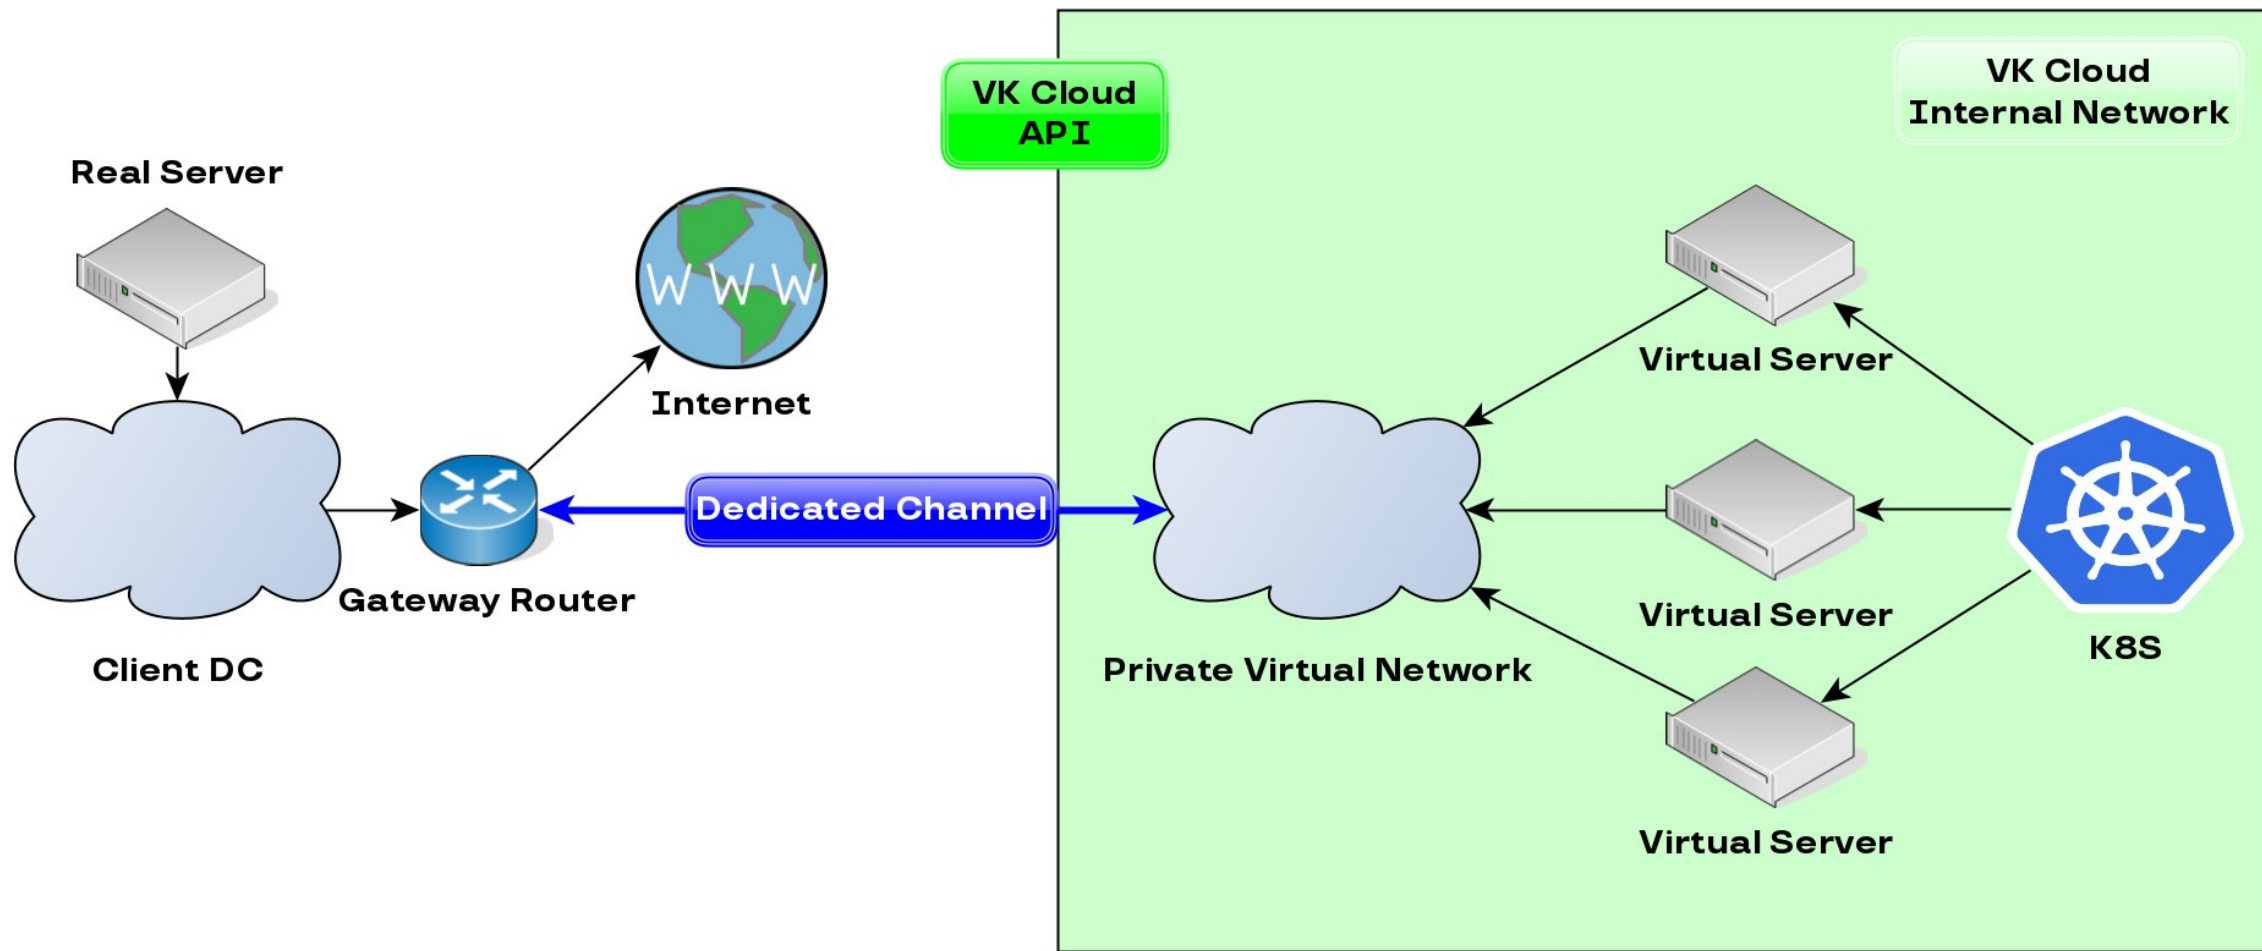 VK Cloud
API
VK Cloud
Internal Network
Real Server
W W W
Internet
Virtual Server
Dedicated Channel
Gateway Router
Virtual Server
Client DC
Private Virtual Network
K8S
Virtual Server